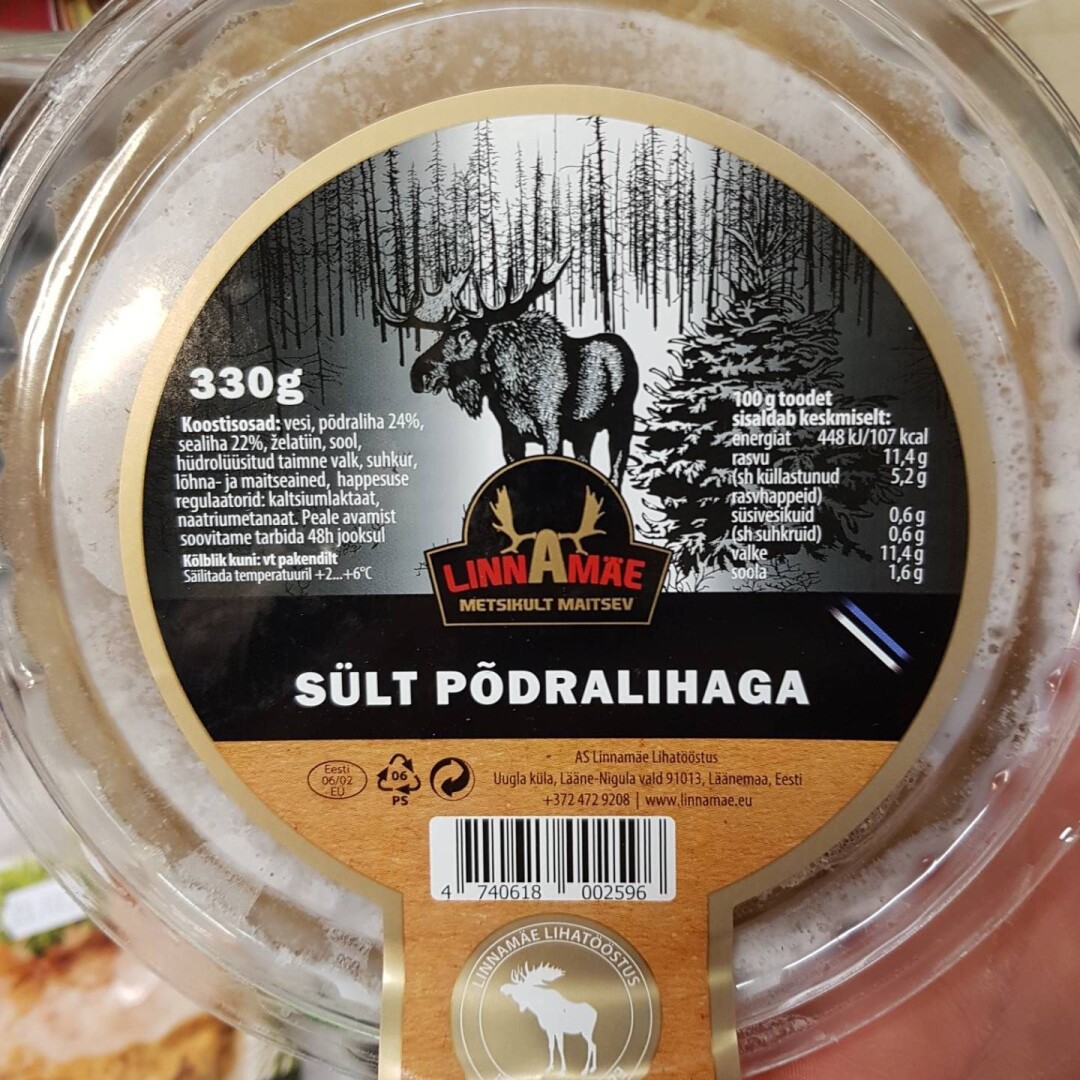 330g
Koostisosad: vesi, põdraliha 24%,
sealiha 22%, želatiin, sool,
hüdrolüüsitud taimne valk, suhkur,
lõhna- ja maitseained, happesuse
regulaatorid: kaltsiumlaktaat,
naatriumetanaat. Peale avamist
soovitame tarbida 48h jooksul
Kõlblik kuni: vt pakendilt
Säilitada temperatuuril +2...+6°C
100 g toodet
sisaldab keskmiselt:
energiat 448 kJ/107 kcal
rasvu 11,4 g
(sh küllastunud 5,2 g
rasvhappeid)
süsivesikuid 0,6 g
(sh suhkruid) 0,6 g
valke 11,4 g
soola 1,6 g
LINNAMÄE
METSIKULT MAITSEV
SÜLT PÕDRALIHAGA
Eesti
06/02
EU
06
PS
AS Linnamäe Lihatööstus
Uugla küla, Lääne-Nigula vald 91013, Läänemaa, Eesti
+372 472 9208 | www.linnamae.eu
4 740618 002596
LINNAMÄE LIHATÖÖSTUS